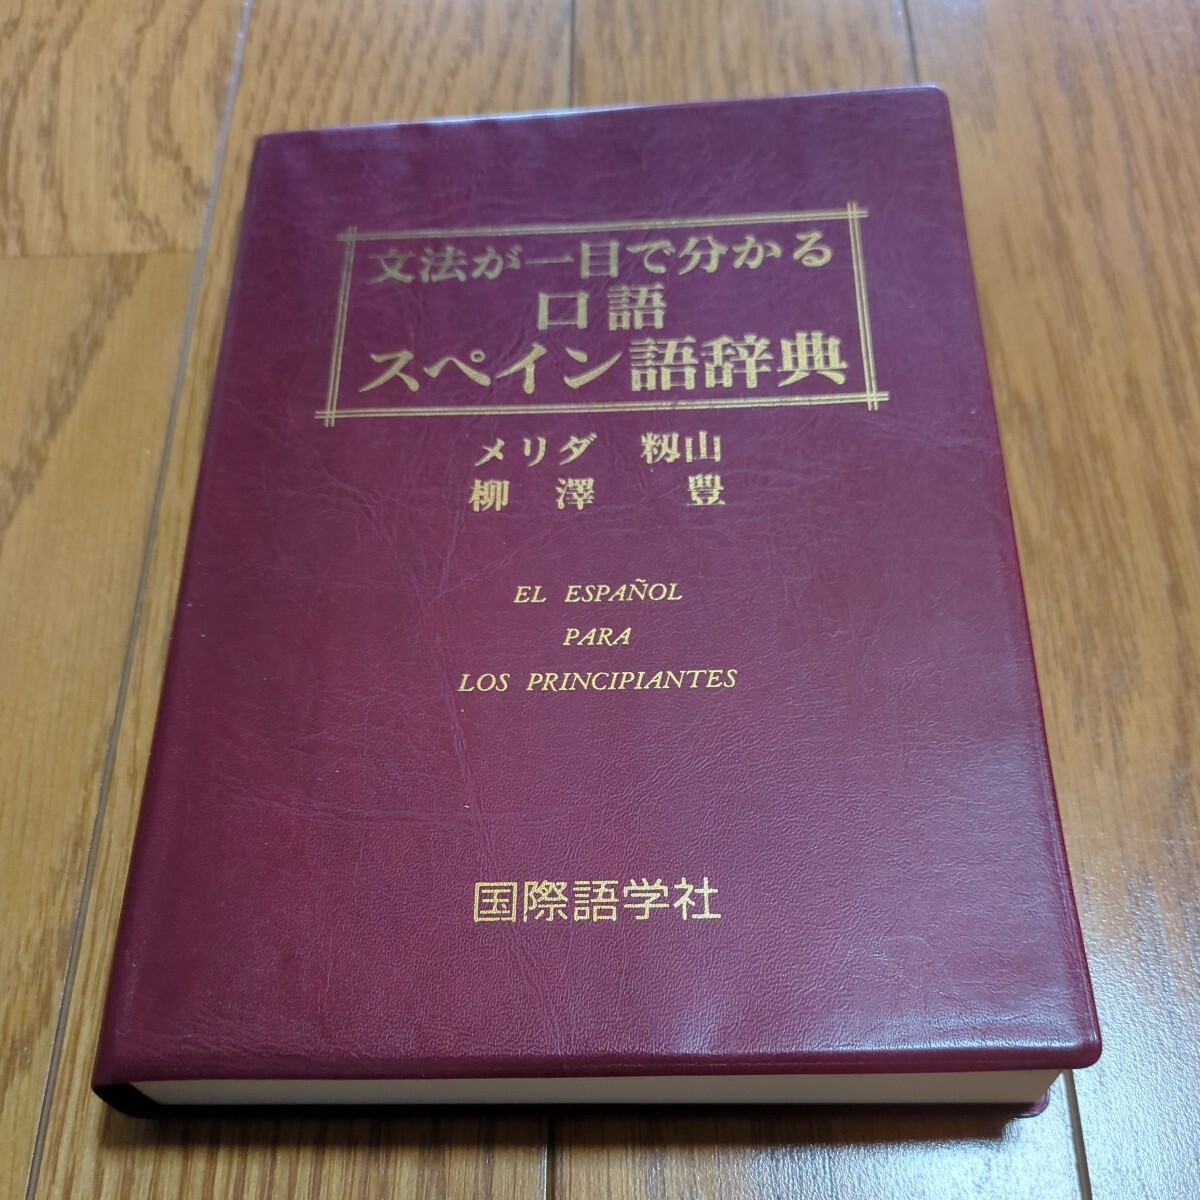 文法が一目で分かる
口語
スペイン語辞典
メリダ 籾山
柳澤 豊
EL ESPAÑOL
PARA
LOS PRINCIPIANTES
国際語学社